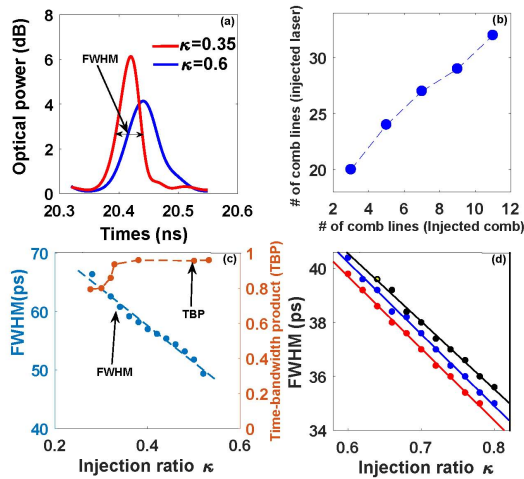 (a)
κ=0.35
κ=0.6
FWHM
Optical power (dB)
8
6
4
2
0
20.3
20.4
20.5
20.6
Times (ns)
(b)
# of comb lines (injected laser)
30
25
20
2
4
6
8
10
12
# of comb lines (Injected comb)
(c)
FWHM(ps)
70
60
50
40
TBP
FWHM
1
0.8
0.6
0.4
0.2
0
Time-bandwidth product (TBP)
0.2
0.4
0.6
Injection ratio κ
(d)
FWHM (ps)
40
38
36
34
0.6
0.7
0.8
Injection ratio κ